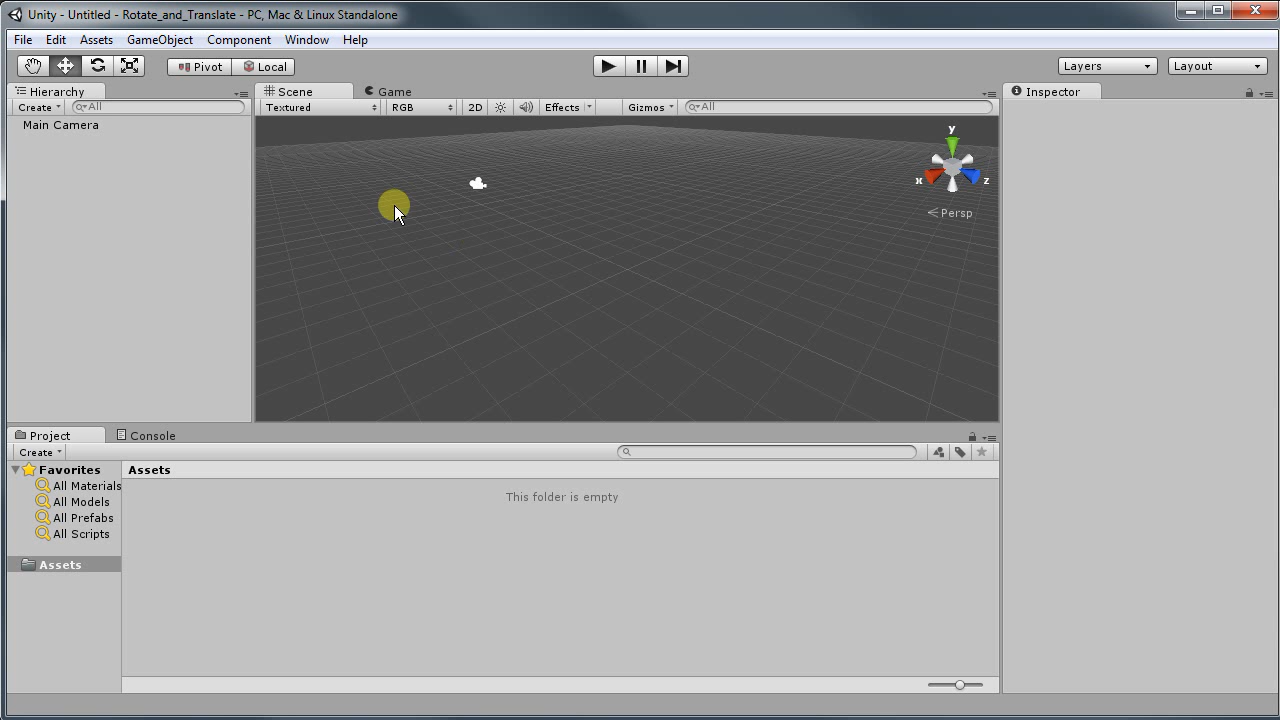 Unity - Untitled - Rotate_and_Translate - PC, Mac & Linux Standalone
File Edit Assets GameObject Component Window Help
Pivot Local Layers Layout
Hierarchy Scene Game Inspector
Create All Textured RGB 2D Effects Gizmos All
Main Camera
y
x z
Persp
Project Console
Create
Favorites Assets
All Materials
All Models
All Prefabs
All Scripts
Assets
This folder is empty